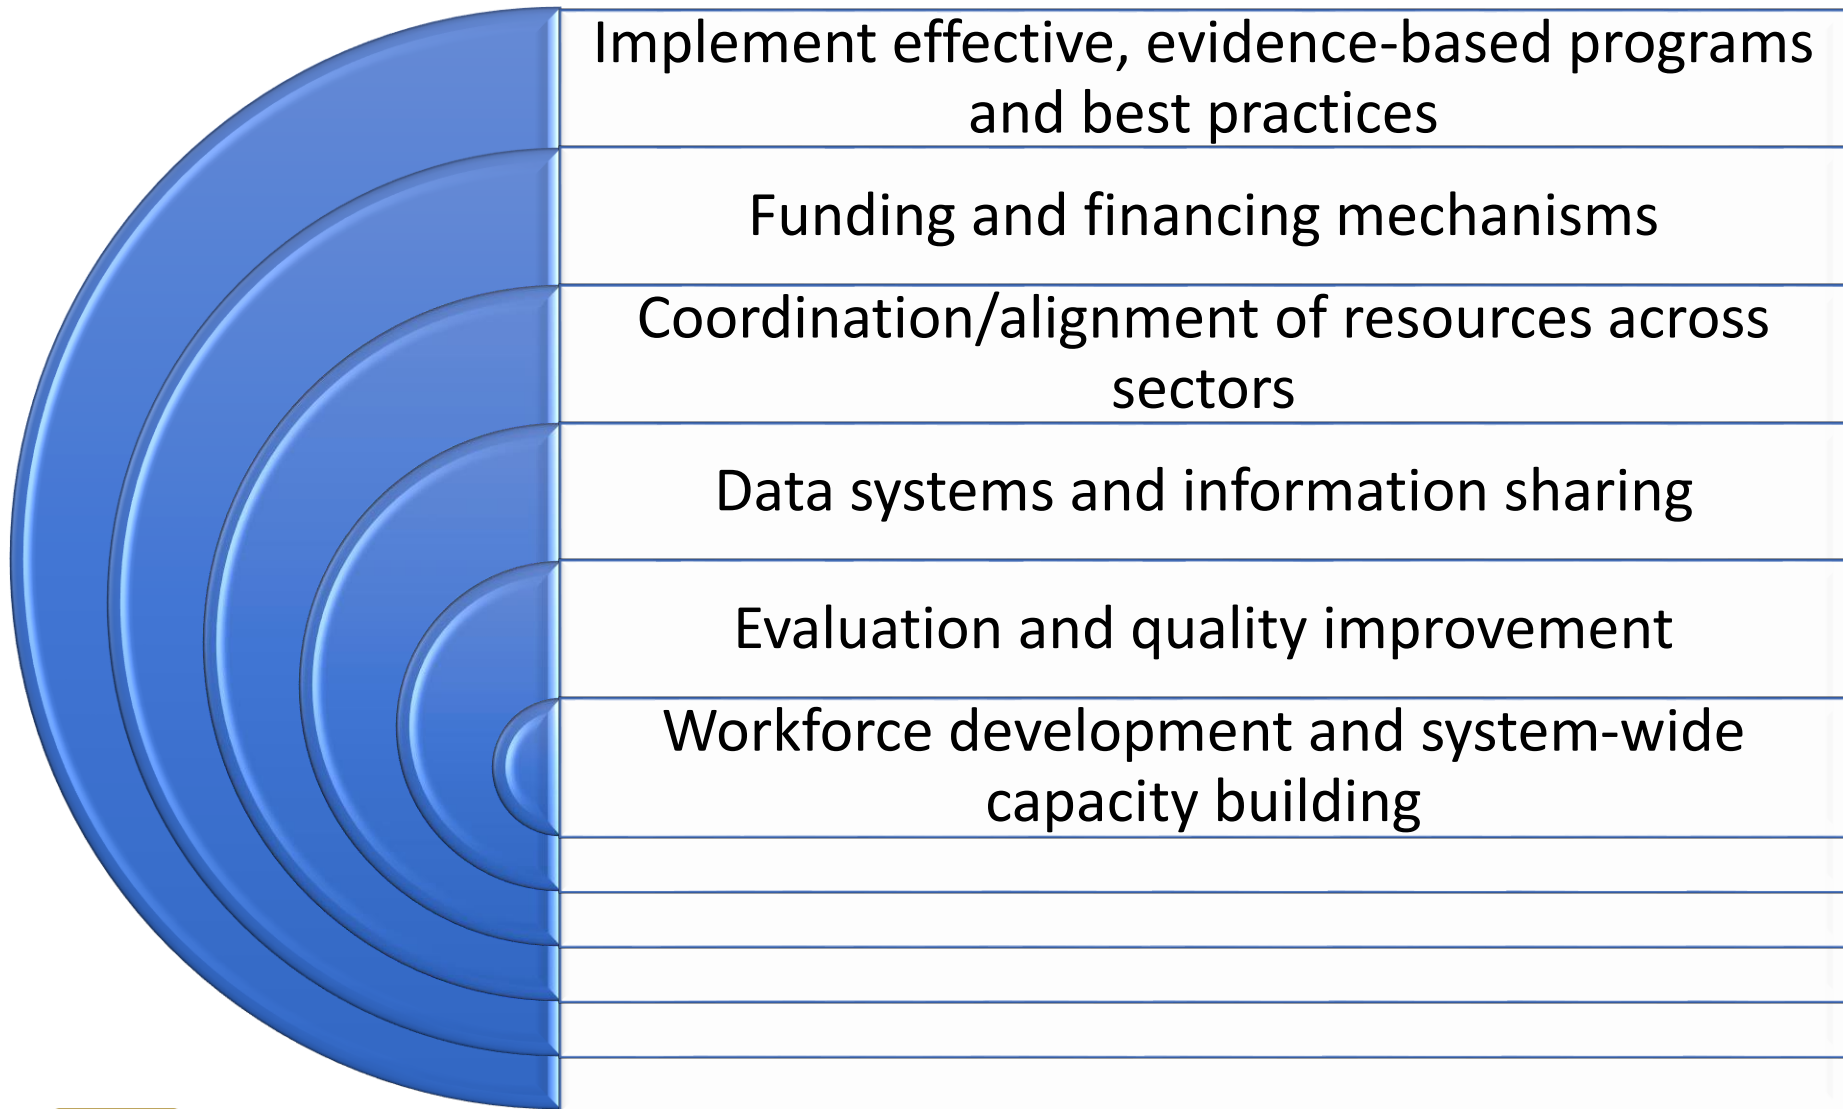 Implement effective, evidence-based programs
and best practices
Funding and financing mechanisms
Coordination/alignment of resources across
sectors
Data systems and information sharing
Evaluation and quality improvement
Workforce development and system-wide
capacity building